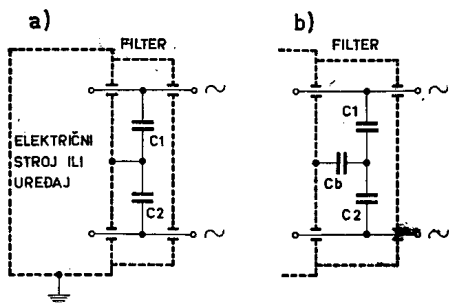 a)
FILTER
C1
ELEKTRIČNI
STROJ ILI
UREĐAJ
C2
b)
FILTER
C1
Cb
C2